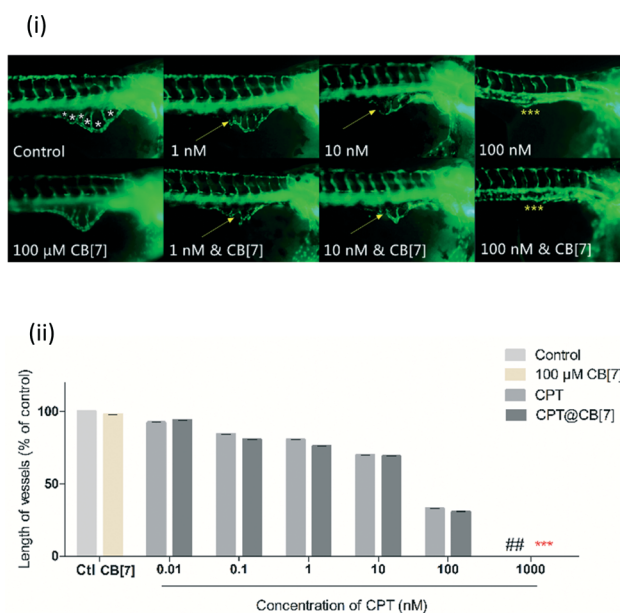 (i)
* * * * * *
Control
1 nM
10 nM
***
100 nM
100 µM CB[7]
1 nM & CB[7]
10 nM & CB[7]
***
100 nM & CB[7]
(ii)
Control
100 µM CB[7]
CPT
CPT@CB[7]
Length of vessels (% of control)
100
50
0
## ***
Ctl CB[7] 0.01 0.1 1 10 100 1000
Concentration of CPT (nM)